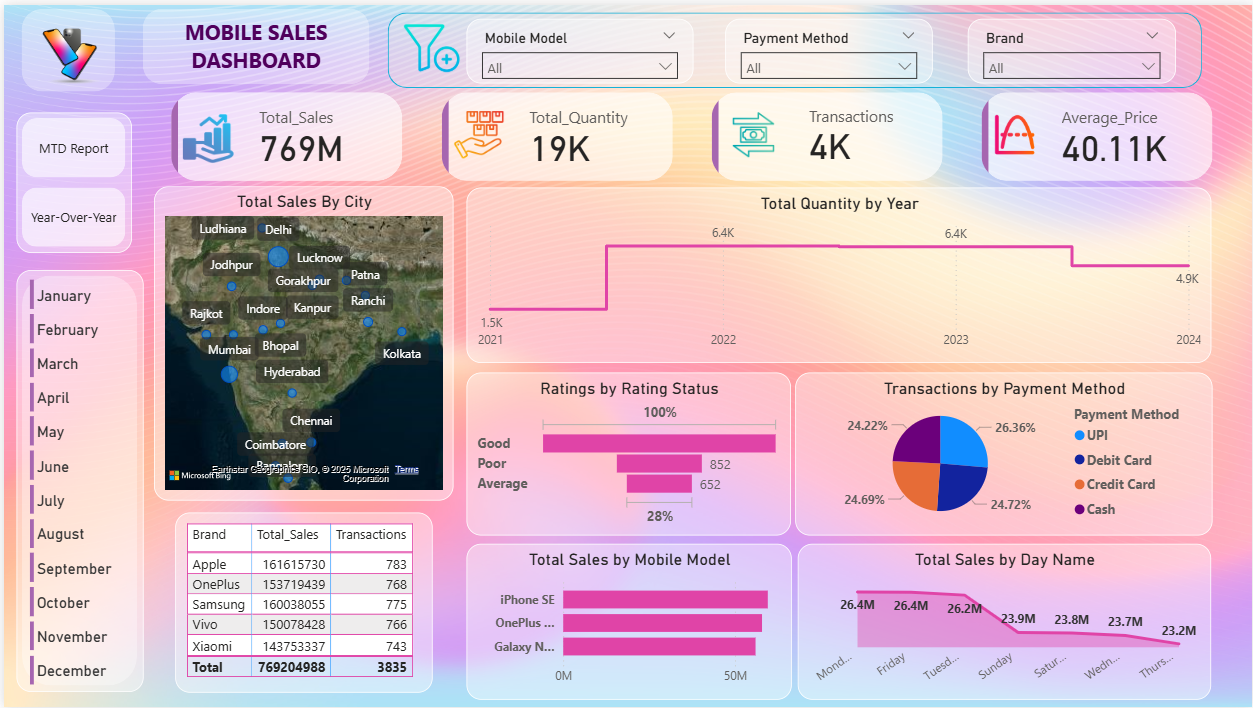 MOBILE SALES
DASHBOARD
Mobile Model
All
Payment Method
All
Brand
All
MTD Report
Year-Over-Year
Total_Sales
769M
Total_Quantity
19K
Transactions
4K
Average_Price
40.11K
January
February
March
April
May
June
July
August
September
October
November
December
Total Sales By City
Ludhiana
Delhi
Lucknow
Jodhpur
Gorakhpur
Patna
Ranchi
Rajkot
Indore
Kanpur
Mumbai
Bhopal
Kolkata
Hyderabad
Chennai
Coimbatore
Bangalore
Microsoft Bing
Earthstar Geographics SIO, © 2025 Microsoft Corporation
Terms
Brand Total_Sales Transactions
Apple 161615730 783
OnePlus 153719439 768
Samsung 160038055 775
Vivo 150078428 766
Xiaomi 143753337 743
Total 769204988 3835
Total Quantity by Year
1.5K
6.4K
6.4K
4.9K
2021 2022 2023 2024
Ratings by Rating Status
100%
Good
Poor 852
Average 652
28%
Transactions by Payment Method
24.22%
26.36%
24.69%
24.72%
Payment Method
UPI
Debit Card
Credit Card
Cash
Total Sales by Mobile Model
iPhone SE
OnePlus ...
Galaxy N...
0M 50M
Total Sales by Day Name
26.4M 26.4M 26.2M 23.9M 23.8M 23.7M 23.2M
Mond... Friday Tuesd... Sunday Satur... Wedn... Thurs...